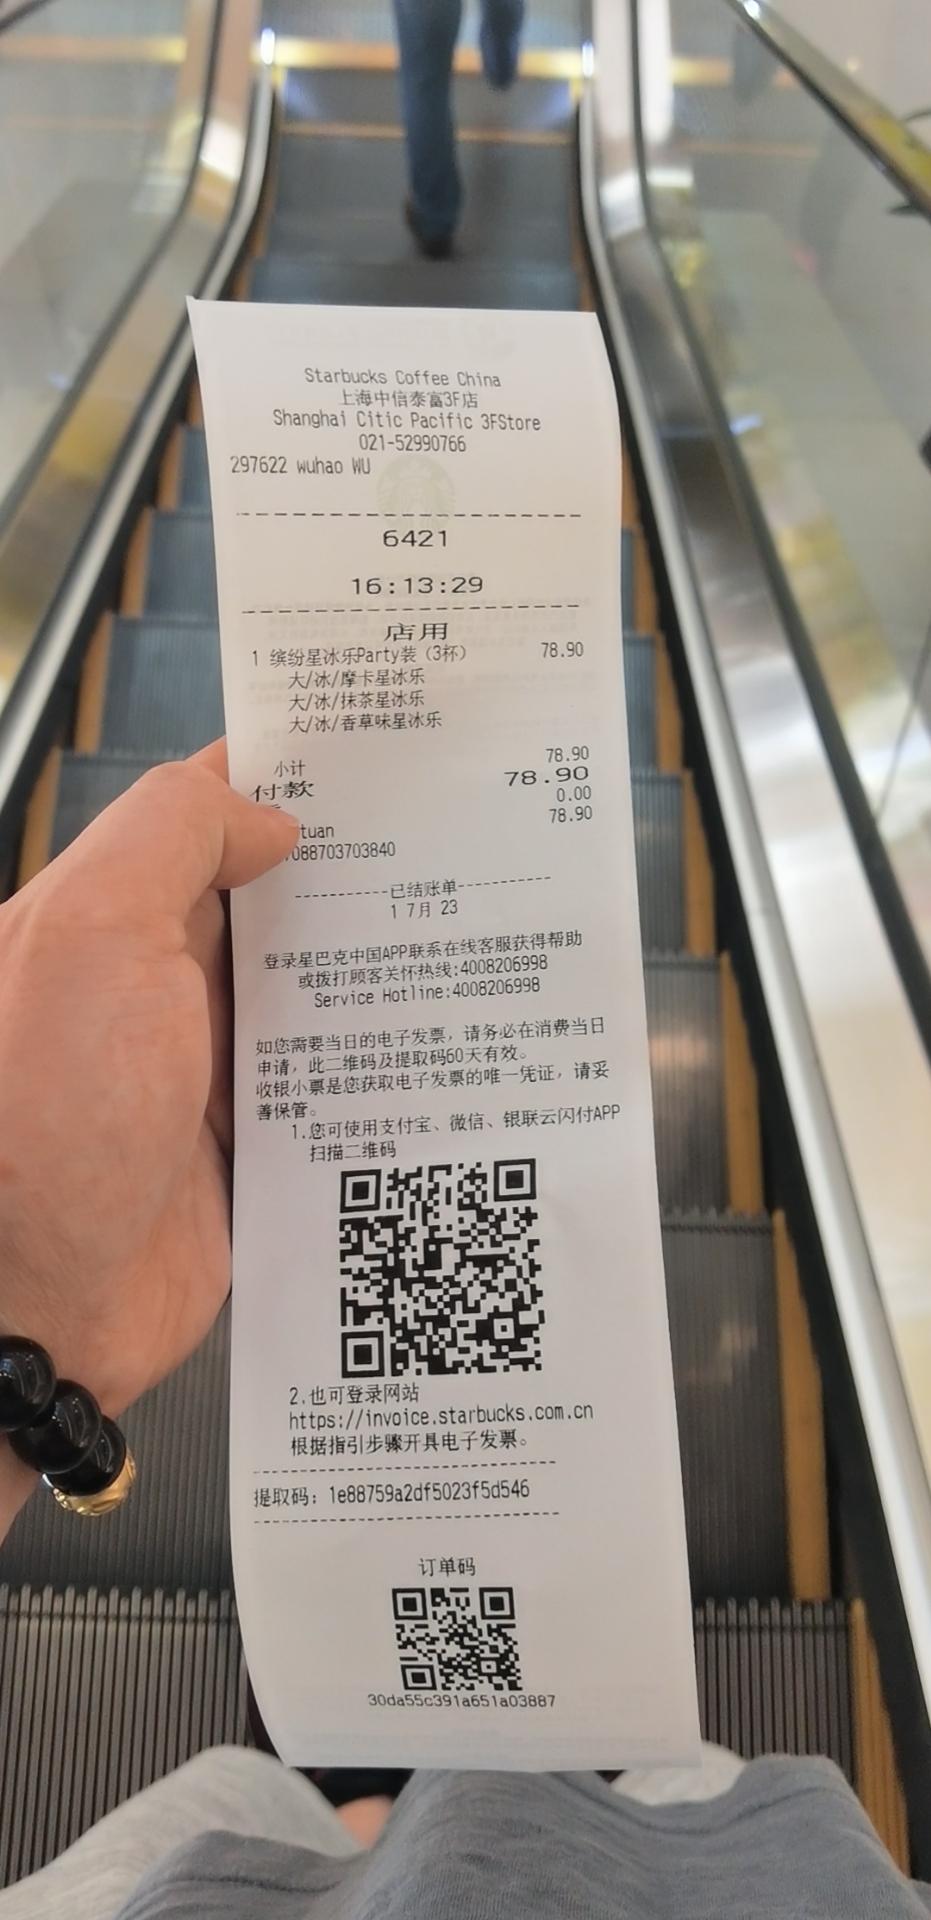 Starbucks Coffee China
上海中信泰富3F店
Shanghai Citic Pacific 3FStore
021-52990766
297622 wuhao WU
6421
16:13:29
店用
1 缤纷星冰乐Party装（3杯） 78.90
大/冰/摩卡星冰乐
大/冰/抹茶星冰乐
大/冰/香草味星冰乐
小计 78.90
付款 78.90
0.00
tuan 78.90
088703703840
-----------已结账单-----------
1 7月 23
登录星巴克中国APP联系在线客服获得帮助
或拨打顾客关怀热线:4008206998
Service Hotline:4008206998
如您需要当日的电子发票，请务必在消费当日
申请，此二维码及提取码60天有效。
收银小票是您获取电子发票的唯一凭证，请妥
善保管。
1.您可使用支付宝、微信、银联云闪付APP
扫描二维码
2.也可登录网站
https://invoice.starbucks.com.cn
根据指引步骤开具电子发票。
提取码：1e88759a2df5023f5d546
订单码
30da55c391a651a03887